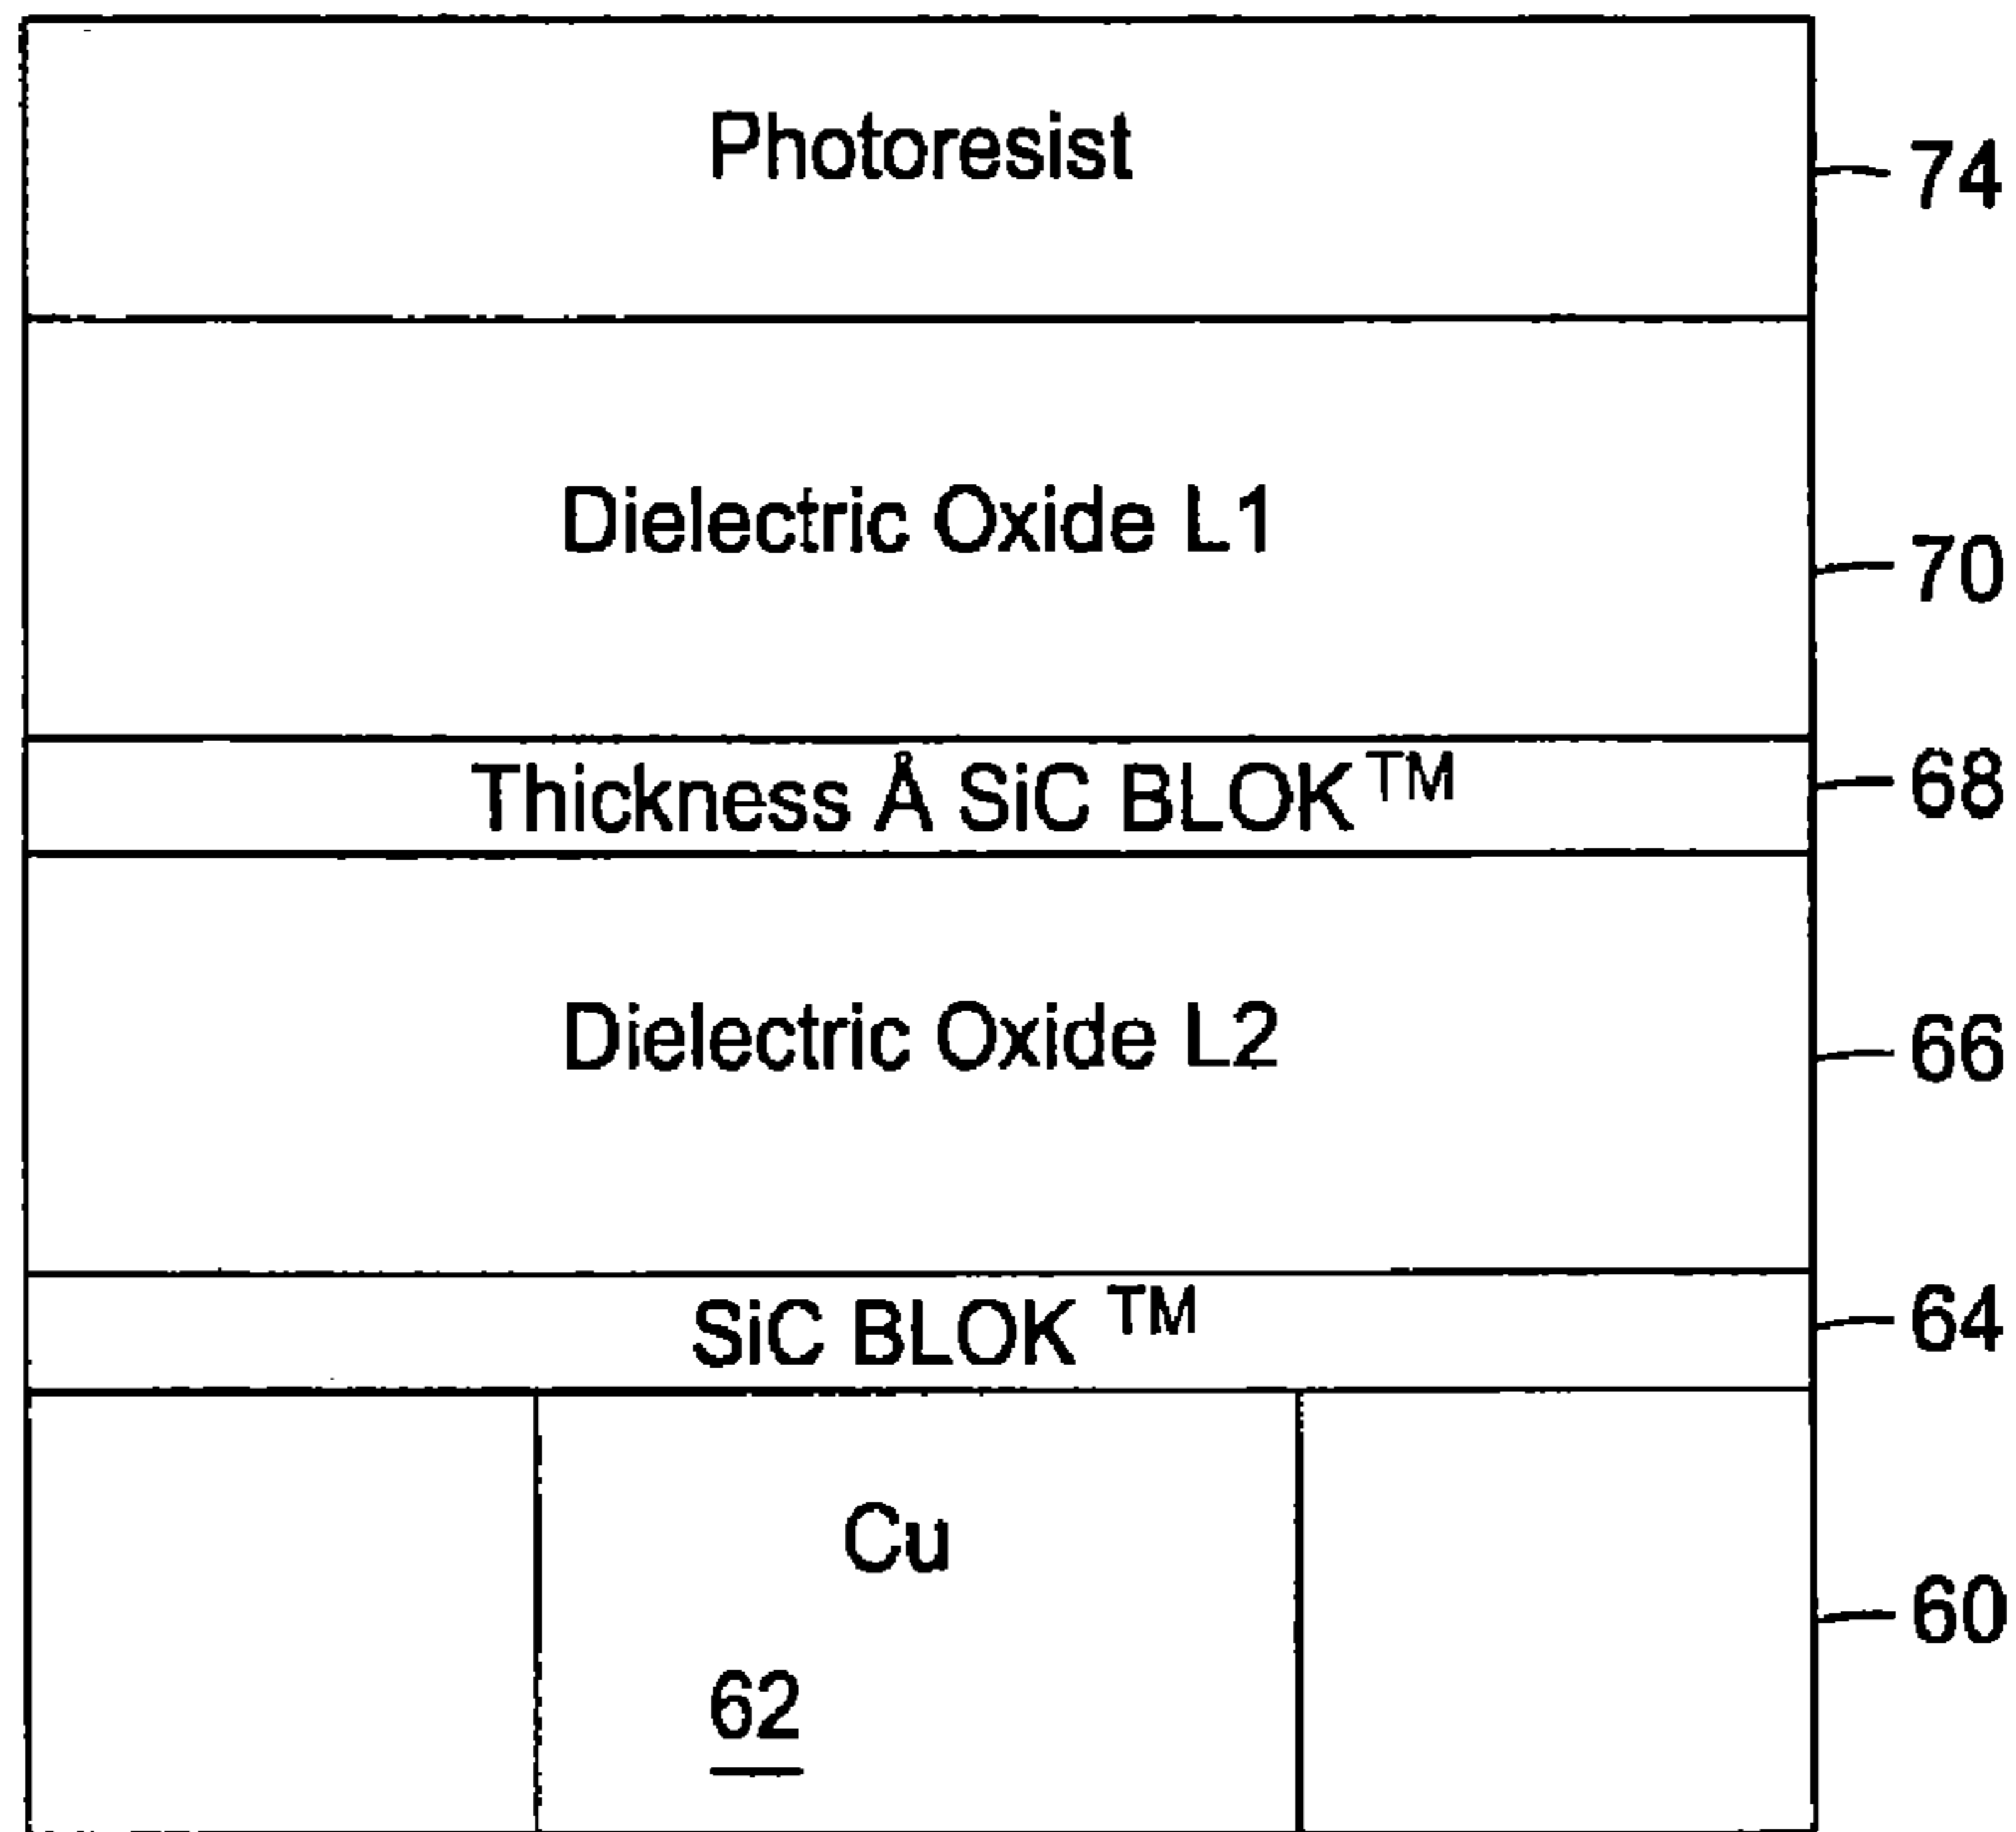 Photoresist
74
Dielectric Oxide L1
70
Thickness Å SiC BLOK™
68
Dielectric Oxide L2
66
SiC BLOK ™
64
Cu
60
62